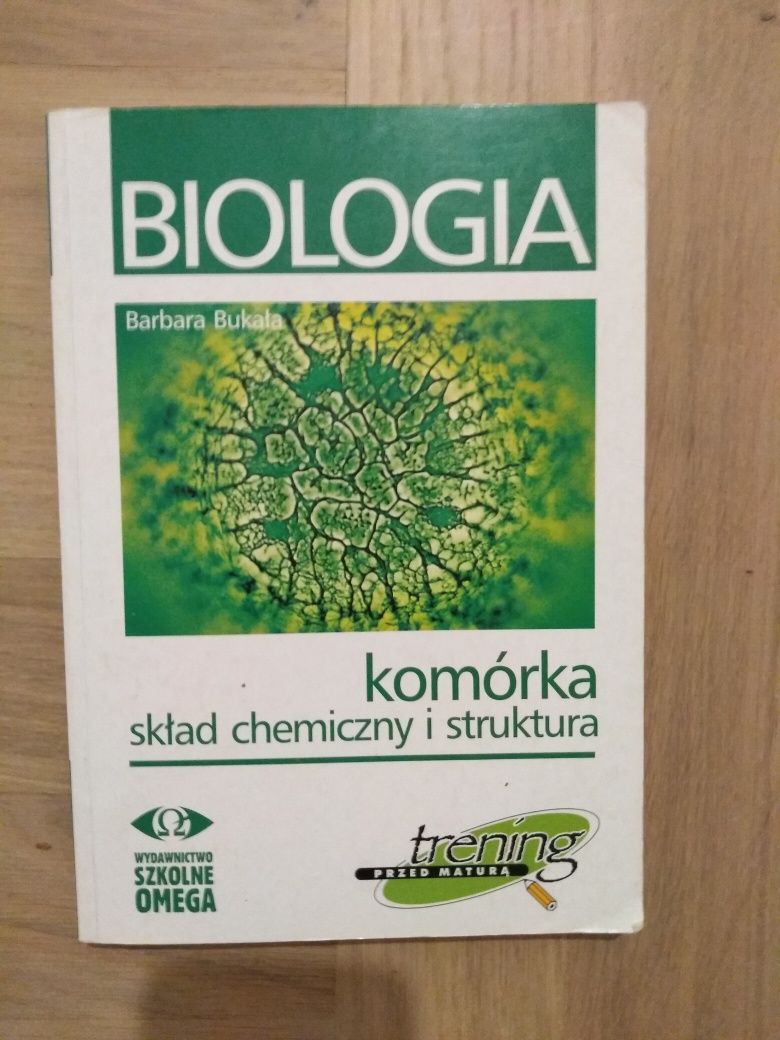 BIOLOGIA
Barbara Bukała
komórka
skład chemiczny i struktura
WYDAWNICTWO
SZKOLNE
OMEGA
trening
PRZED MATURĄ